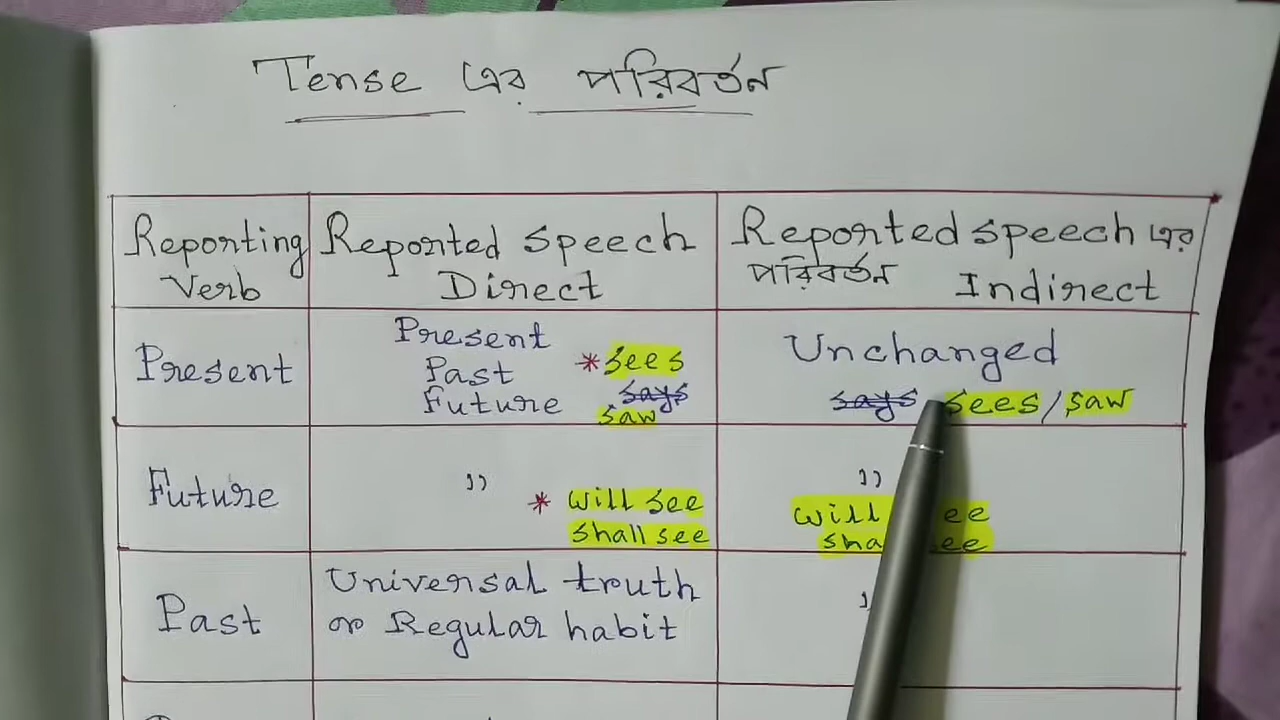 Tense এর পরিবর্তন
Reporting Verb
Reported speech Direct
Reported speech এর পরিবর্তন Indirect
Present
Present
Past
Future
*sees
says
saw
Unchanged
says sees/saw
Future
"
* will see
shall see
"
will
Past
Universal truth
or Regular habit